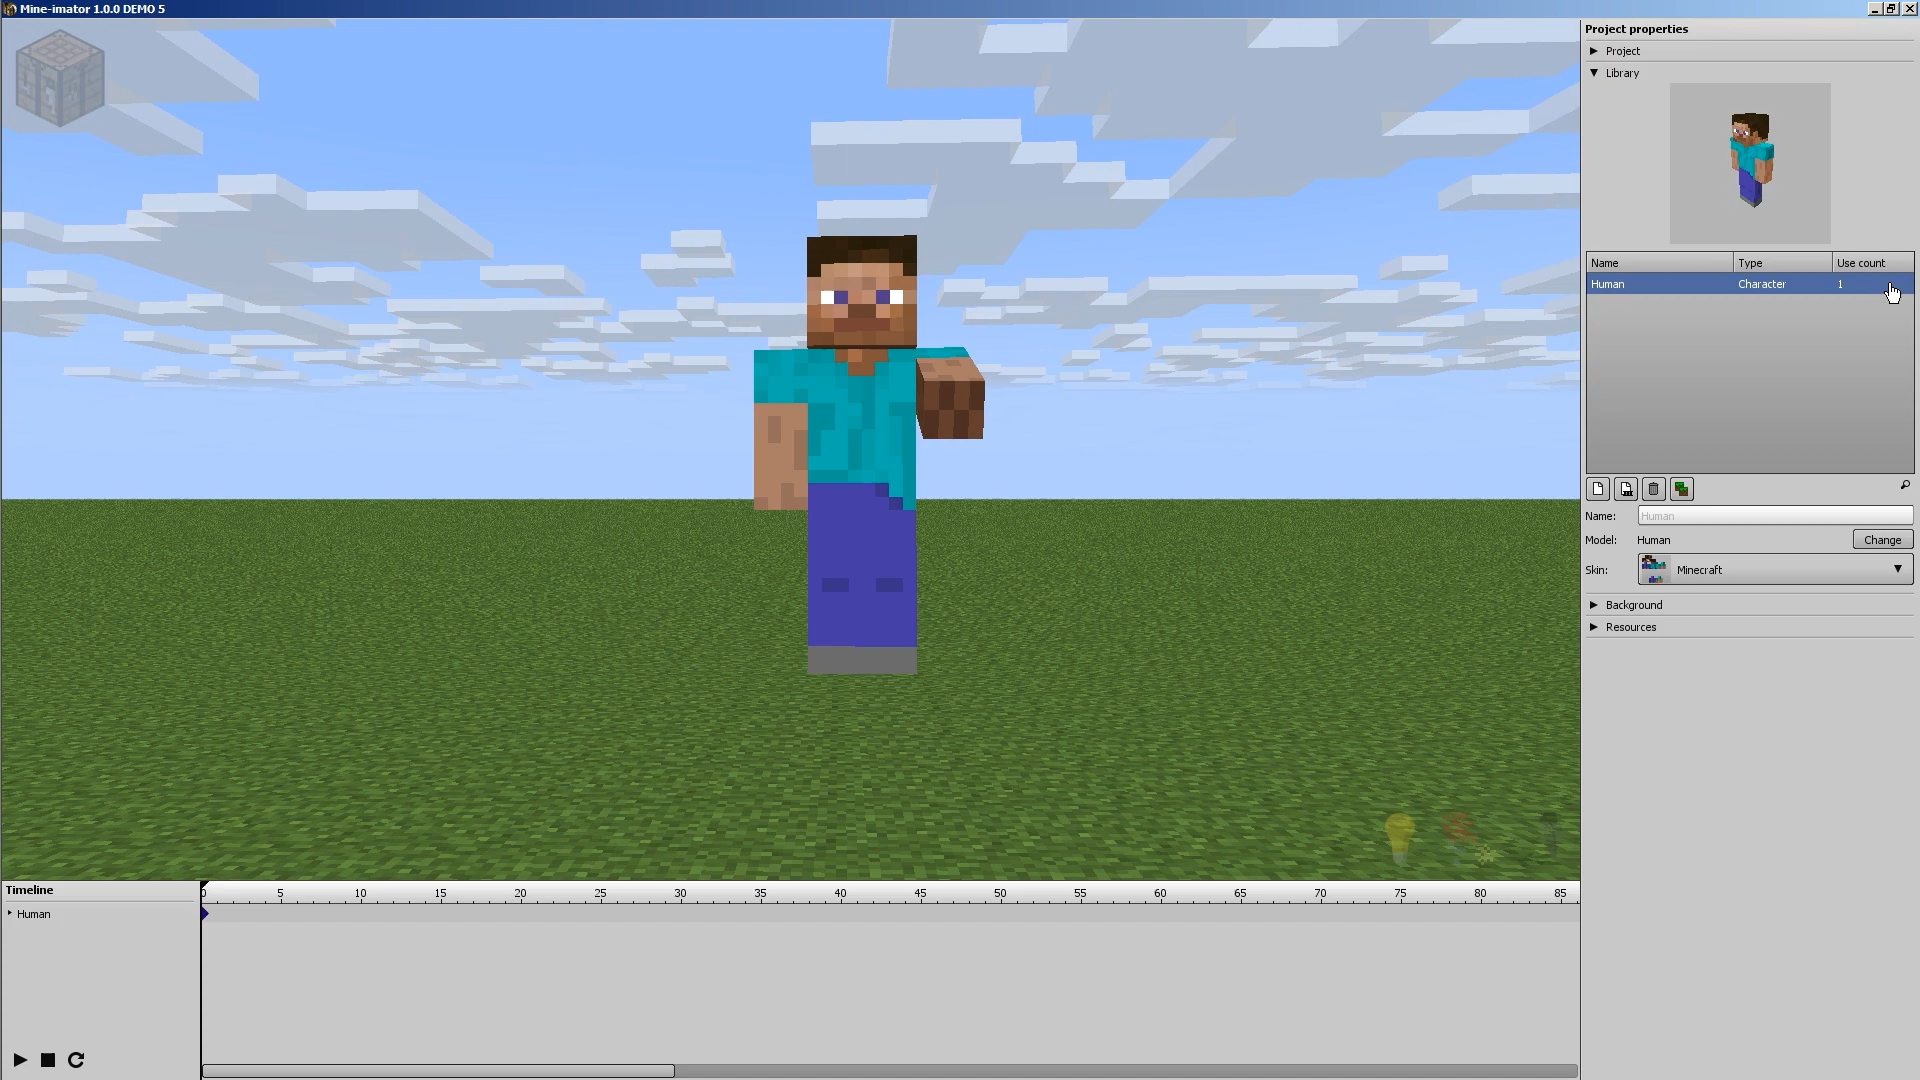 Mine-imator 1.0.0 DEMO 5
Project properties
Project
Library
Name Type Use count
Human Character 1
Name: Human
Model: Human Change
Skin: Minecraft
Background
Resources
Timeline
0 5 10 15 20 25 30 35 40 45 50 55 60 65 70 75 80 85
Human